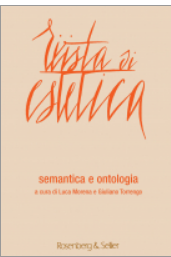 rivista di
estetica
semantica e ontologia
a cura di Luca Morena e Giuliano Torrengo
Rosenberg & Sellier